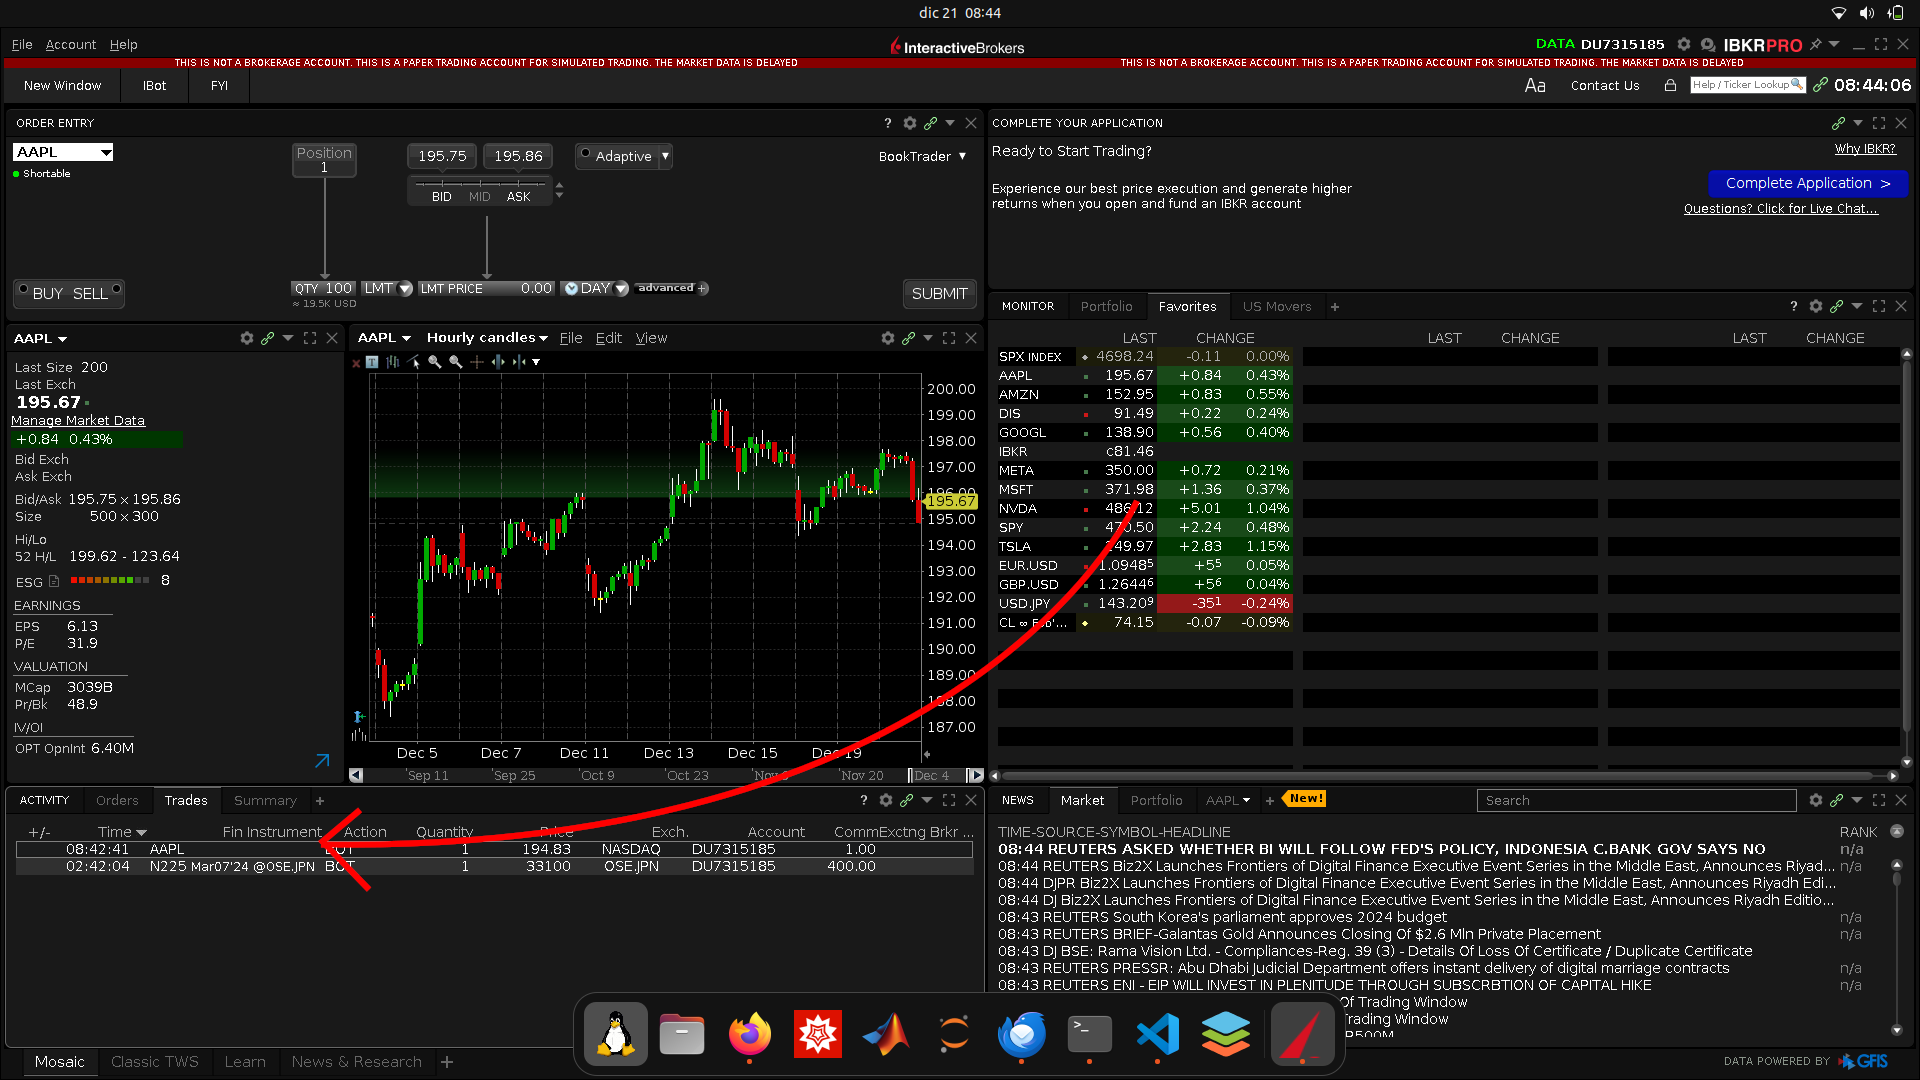 dic 21 08:44
File Account Help
InteractiveBrokers
DATA DU7315185 IBKRPRO
THIS IS NOT A BROKERAGE ACCOUNT. THIS IS A PAPER TRADING ACCOUNT FOR SIMULATED TRADING. THE MARKET DATA IS DELAYED
THIS IS NOT A BROKERAGE ACCOUNT. THIS IS A PAPER TRADING ACCOUNT FOR SIMULATED TRADING. THE MARKET DATA IS DELAYED
New Window IBot FYI
Aa Contact Us Help / Ticker Lookup 08:44:06
ORDER ENTRY ?
AAPL
Shortable
Position
1
195.75 195.86 Adaptive
BID MID ASK
BookTrader
BUY SELL
QTY 100 LMT LMT PRICE 0.00 DAY advanced +
≈ 19.5K USD
SUBMIT
COMPLETE YOUR APPLICATION
Ready to Start Trading?
Why IBKR?
Experience our best price execution and generate higher
returns when you open and fund an IBKR account
Complete Application >
Questions? Click for Live Chat...
AAPL
Last Size 200
Last Exch
195.67
Manage Market Data
+0.84 0.43%
Bid Exch
Ask Exch
Bid/Ask 195.75 x 195.86
Size 500 x 300
Hi/Lo
52 H/L 199.62 - 123.64
ESG 8
EARNINGS
EPS 6.13
P/E 31.9
VALUATION
MCap 3039B
Pr/Bk 48.9
IV/OI
OPT OpnInt 6.40M
AAPL Hourly candles File Edit View
200.00
199.00
198.00
197.00
196.00
195.67
195.00
194.00
193.00
192.00
191.00
190.00
189.00
188.00
187.00
Dec 5 Dec 7 Dec 11 Dec 13 Dec 15 Dec 19
Sep 11 Sep 25 Oct 9 Oct 23 Nov Nov 20 Dec 4
MONITOR Portfolio Favorites US Movers + ?
LAST CHANGE LAST CHANGE LAST CHANGE
SPX INDEX 4698.24 -0.11 0.00%
AAPL 195.67 +0.84 0.43%
AMZN 152.95 +0.83 0.55%
DIS 91.49 +0.22 0.24%
GOOGL 138.90 +0.56 0.40%
IBKR c81.46
META 350.00 +0.72 0.21%
MSFT 371.98 +1.36 0.37%
NVDA 486.12 +5.01 1.04%
SPY 470.50 +2.24 0.48%
TSLA 249.97 +2.83 1.15%
EUR.USD 1.09485 +55 0.05%
GBP.USD 1.26446 +56 0.04%
USD.JPY 143.209 -351 -0.24%
CL ∞ 74.15 -0.07 -0.09%
ACTIVITY Orders Trades Summary + ?
+/- Time Fin Instrument Action Quantity Price Exch. Account Comm Exctng Brkr ...
08:42:41 AAPL BOT 1 194.83 NASDAQ DU7315185 1.00
02:42:04 N225 Mar07'24 @OSE.JPN BOT 1 33100 OSE.JPN DU7315185 400.00
NEWS Market Portfolio AAPL + New! Search
TIME-SOURCE-SYMBOL-HEADLINE RANK
08:44 REUTERS ASKED WHETHER BI WILL FOLLOW FED'S POLICY, INDONESIA C.BANK GOV SAYS NO n/a
08:44 REUTERS Biz2X Launches Frontiers of Digital Finance Executive Event Series in the Middle East, Announces Riyad... n/a
08:44 DJPR Biz2X Launches Frontiers of Digital Finance Executive Event Series in the Middle East, Announces Riyadh Edi...
08:44 DJ Biz2X Launches Frontiers of Digital Finance Executive Event Series in the Middle East, Announces Riyadh Editio...
08:43 REUTERS South Korea's parliament approves 2024 budget n/a
08:43 REUTERS BRIEF-Galantas Gold Announces Closing Of $2.6 Mln Private Placement n/a
08:43 DJ BSE: Rama Vision Ltd. - Compliances-Reg. 39 (3) - Details Of Loss Of Certificate / Duplicate Certificate
08:43 REUTERS PRESSR: Abu Dhabi Judicial Department offers instant delivery of digital marriage contracts n/a
08:43 REUTERS ENI - EIP WILL INVEST IN PLENITUDE THROUGH SUBSCRBTION OF CAPITAL HIKE n/a
Of Trading Window
Trading Window
Mosaic Classic TWS Learn News & Research +
DATA POWERED BY GFIS